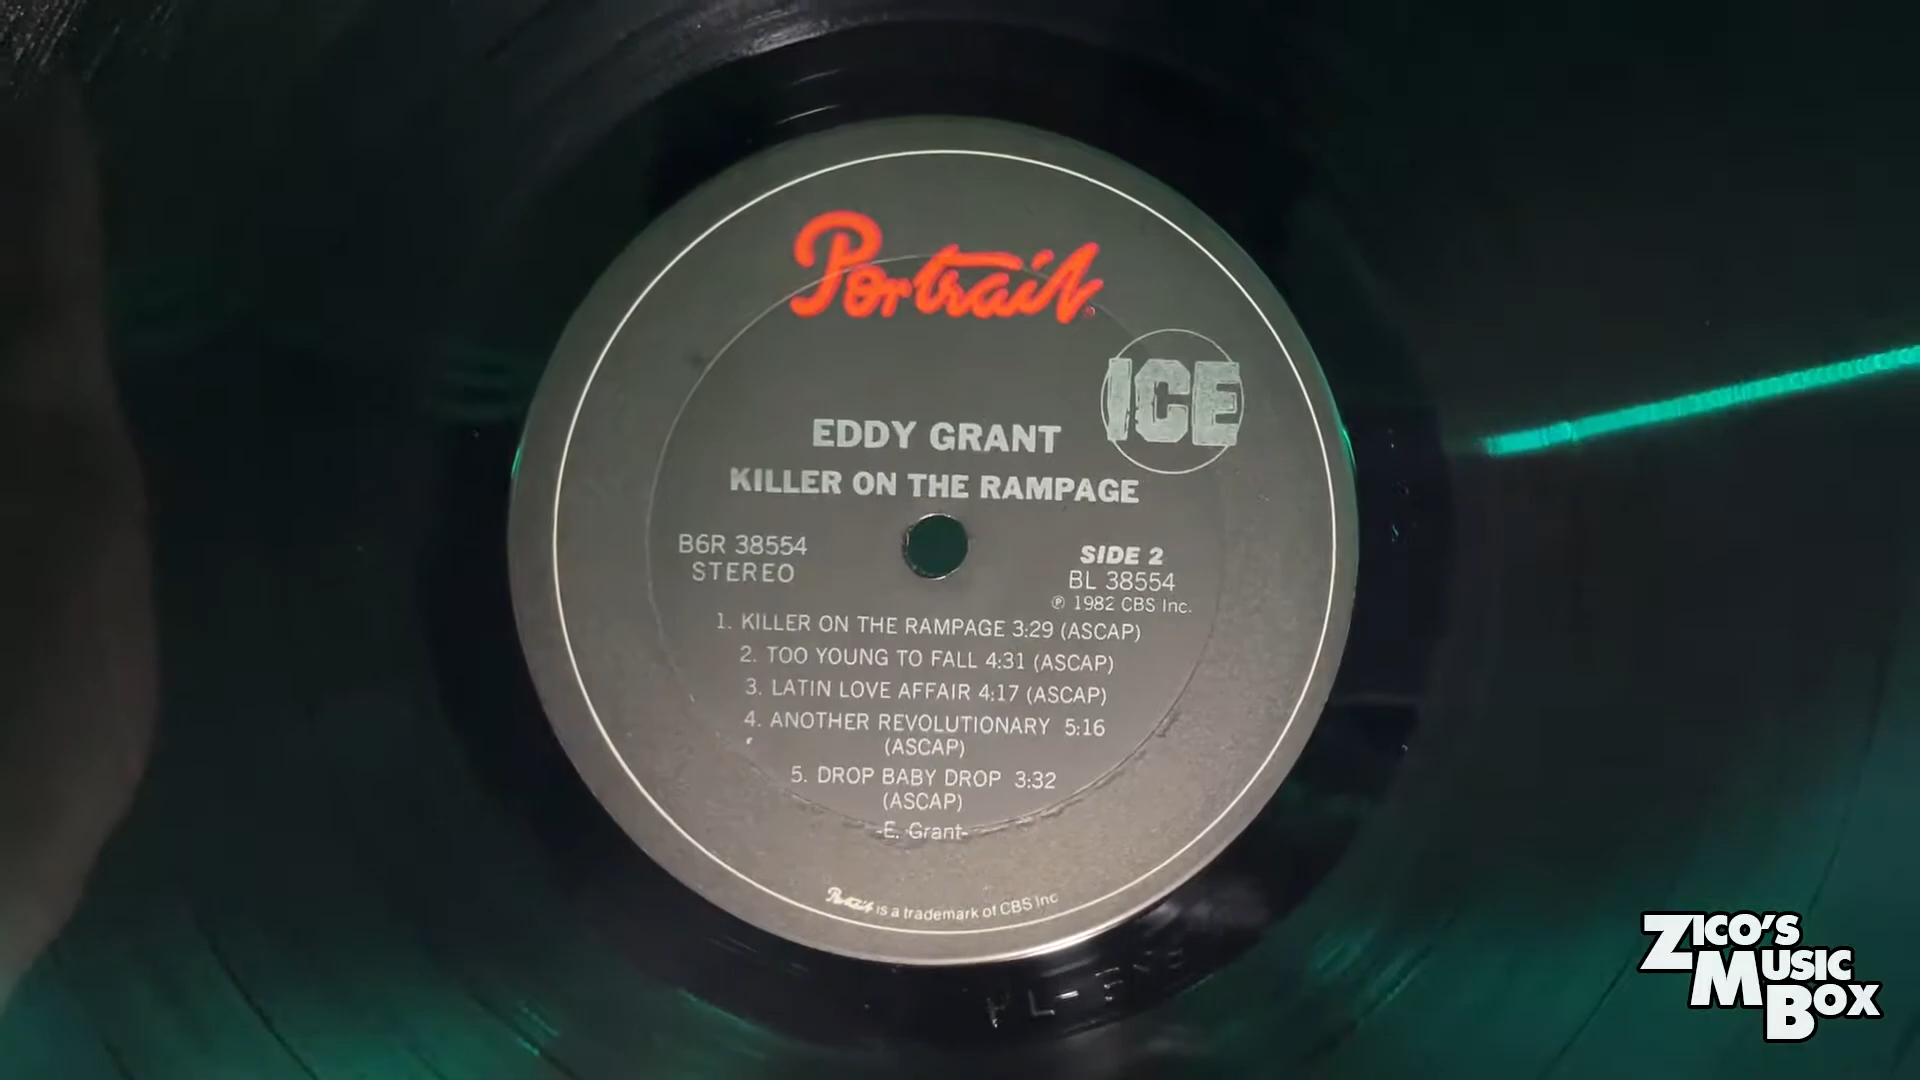 Portrait
ICE
EDDY GRANT
KILLER ON THE RAMPAGE
B6R 38554
STEREO
SIDE 2
BL 38554
℗ 1982 CBS Inc.
1. KILLER ON THE RAMPAGE 3:29 (ASCAP)
2. TOO YOUNG TO FALL 4:31 (ASCAP)
3. LATIN LOVE AFFAIR 4:17 (ASCAP)
4. ANOTHER REVOLUTIONARY 5:16
(ASCAP)
5. DROP BABY DROP 3:32
(ASCAP)
-E. Grant-
Portrait is a trademark of CBS Inc
ZICO'S
MUSIC
BOX